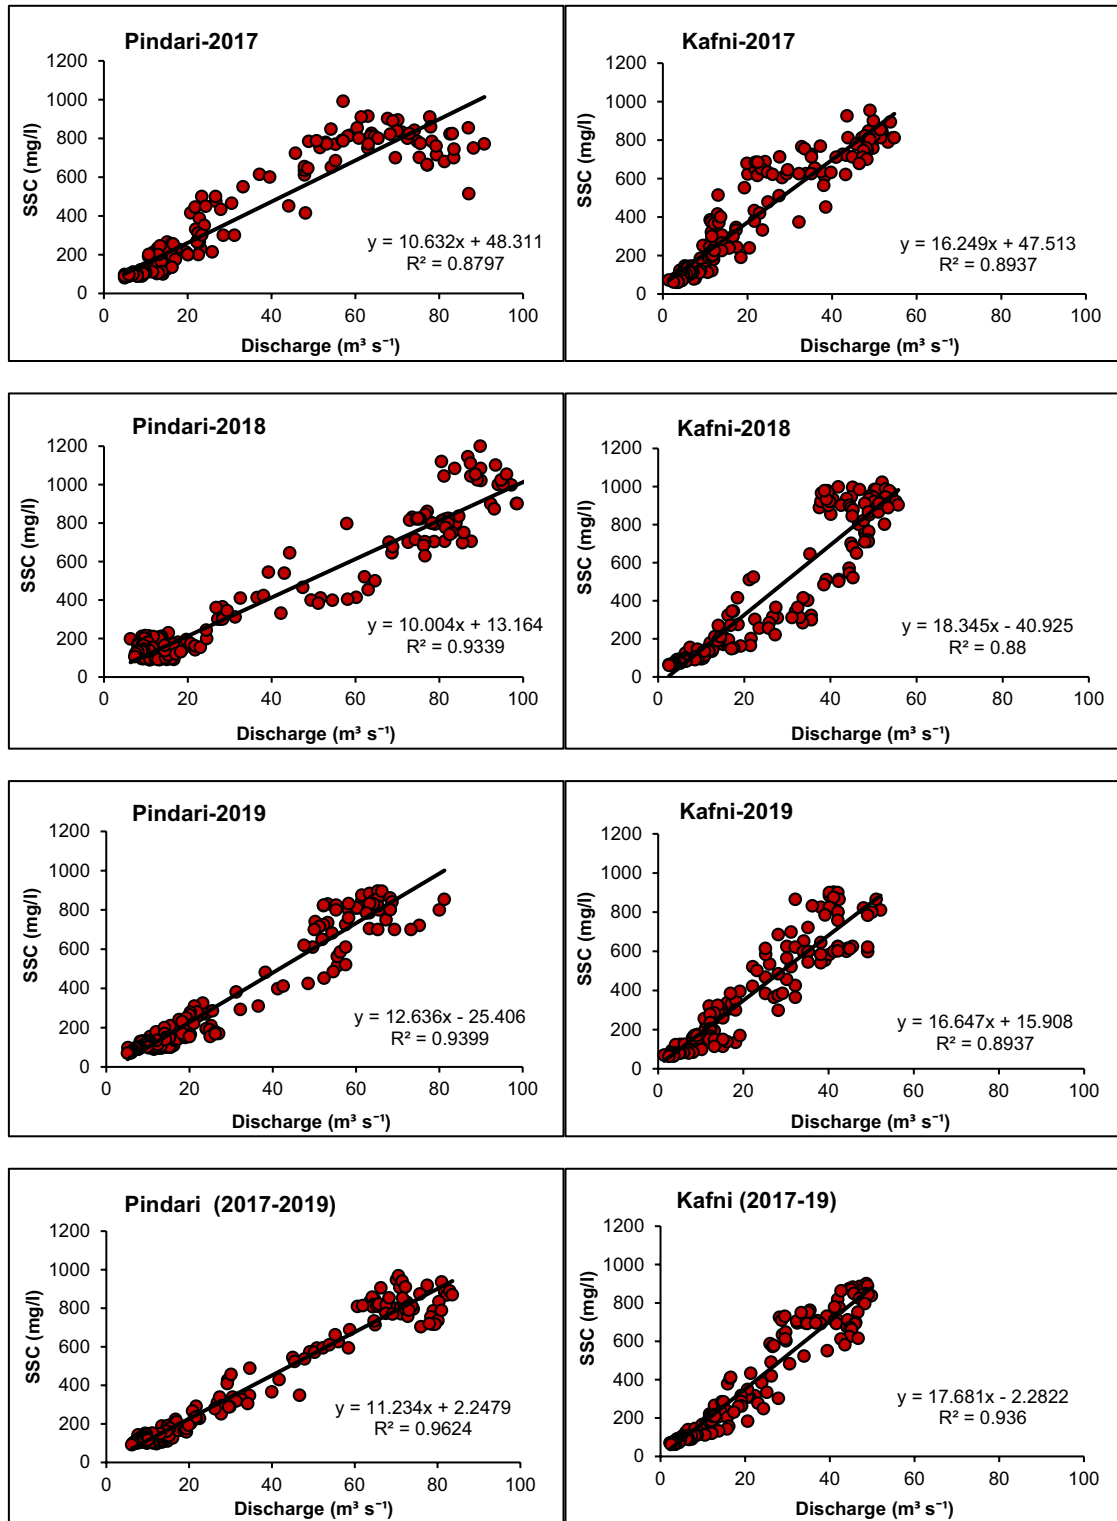 Pindari-2017
1200
1000
800
600
400
200
0
SSC (mg/l)
y = 10.632x + 48.311
R² = 0.8797
0 20 40 60 80 100
Discharge (m³ s⁻¹)
Kafni-2017
1200
1000
800
600
400
200
0
SSC (mg/l)
y = 16.249x + 47.513
R² = 0.8937
0 20 40 60 80 100
Discharge (m³ s⁻¹)
Pindari-2018
1200
1000
800
600
400
200
0
SSC (mg/l)
y = 10.004x + 13.164
R² = 0.9339
0 20 40 60 80 100
Discharge (m³ s⁻¹)
Kafni-2018
1200
1000
800
600
400
200
0
SSC (mg/l)
y = 18.345x - 40.925
R² = 0.88
0 20 40 60 80 100
Discharge (m³ s⁻¹)
Pindari-2019
1200
1000
800
600
400
200
0
SSC (mg/l)
y = 12.636x - 25.406
R² = 0.9399
0 20 40 60 80 100
Discharge (m³ s⁻¹)
Kafni-2019
1200
1000
800
600
400
200
0
SSC (mg/l)
y = 16.647x + 15.908
R² = 0.8937
0 20 40 60 80 100
Discharge (m³ s⁻¹)
Pindari (2017-2019)
1200
1000
800
600
400
200
0
SSC (mg/l)
y = 11.234x + 2.2479
R² = 0.9624
0 20 40 60 80 100
Discharge (m³ s⁻¹)
Kafni (2017-19)
1200
1000
800
600
400
200
0
SSC (mg/l)
y = 17.681x - 2.2822
R² = 0.936
0 20 40 60 80 100
Discharge (m³ s⁻¹)